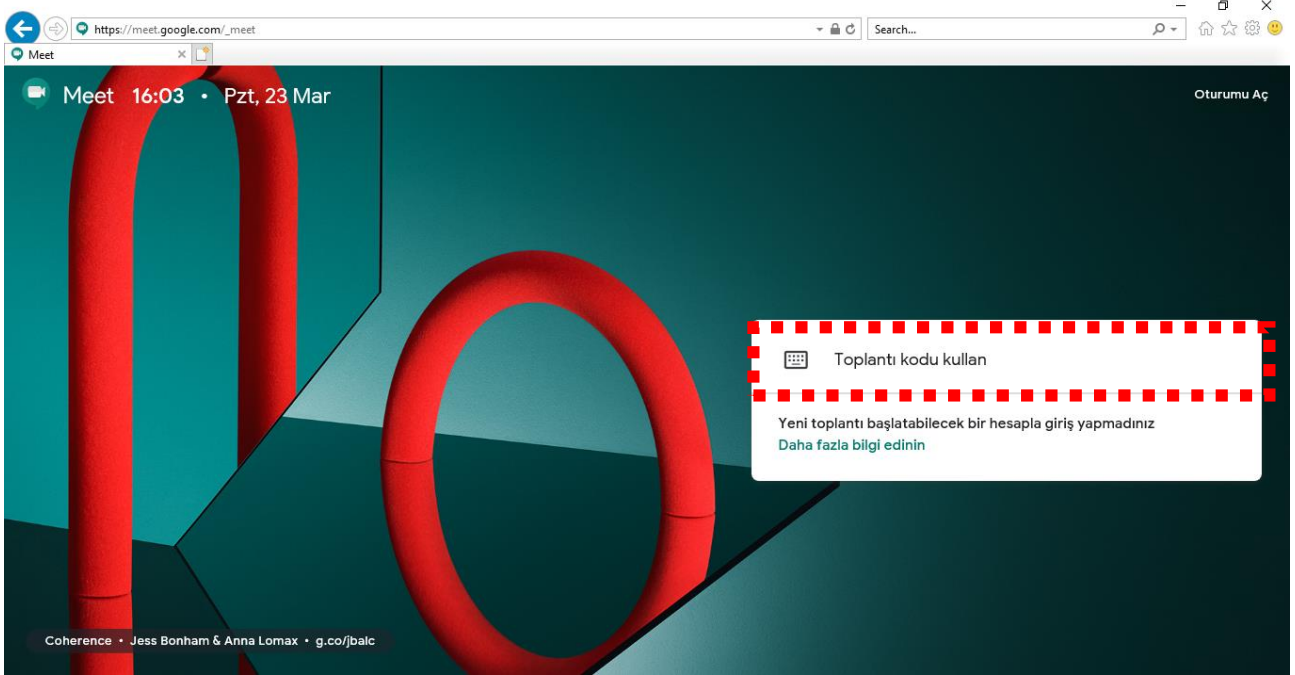 https://meet.google.com/_meet
Search...
Meet
Meet 16:03 • Pzt, 23 Mar
Oturumu Aç
Toplantı kodu kullan
Yeni toplantı başlatabilecek bir hesapla giriş yapmadınız
Daha fazla bilgi edinin
Coherence • Jess Bonham & Anna Lomax • g.co/jbalc